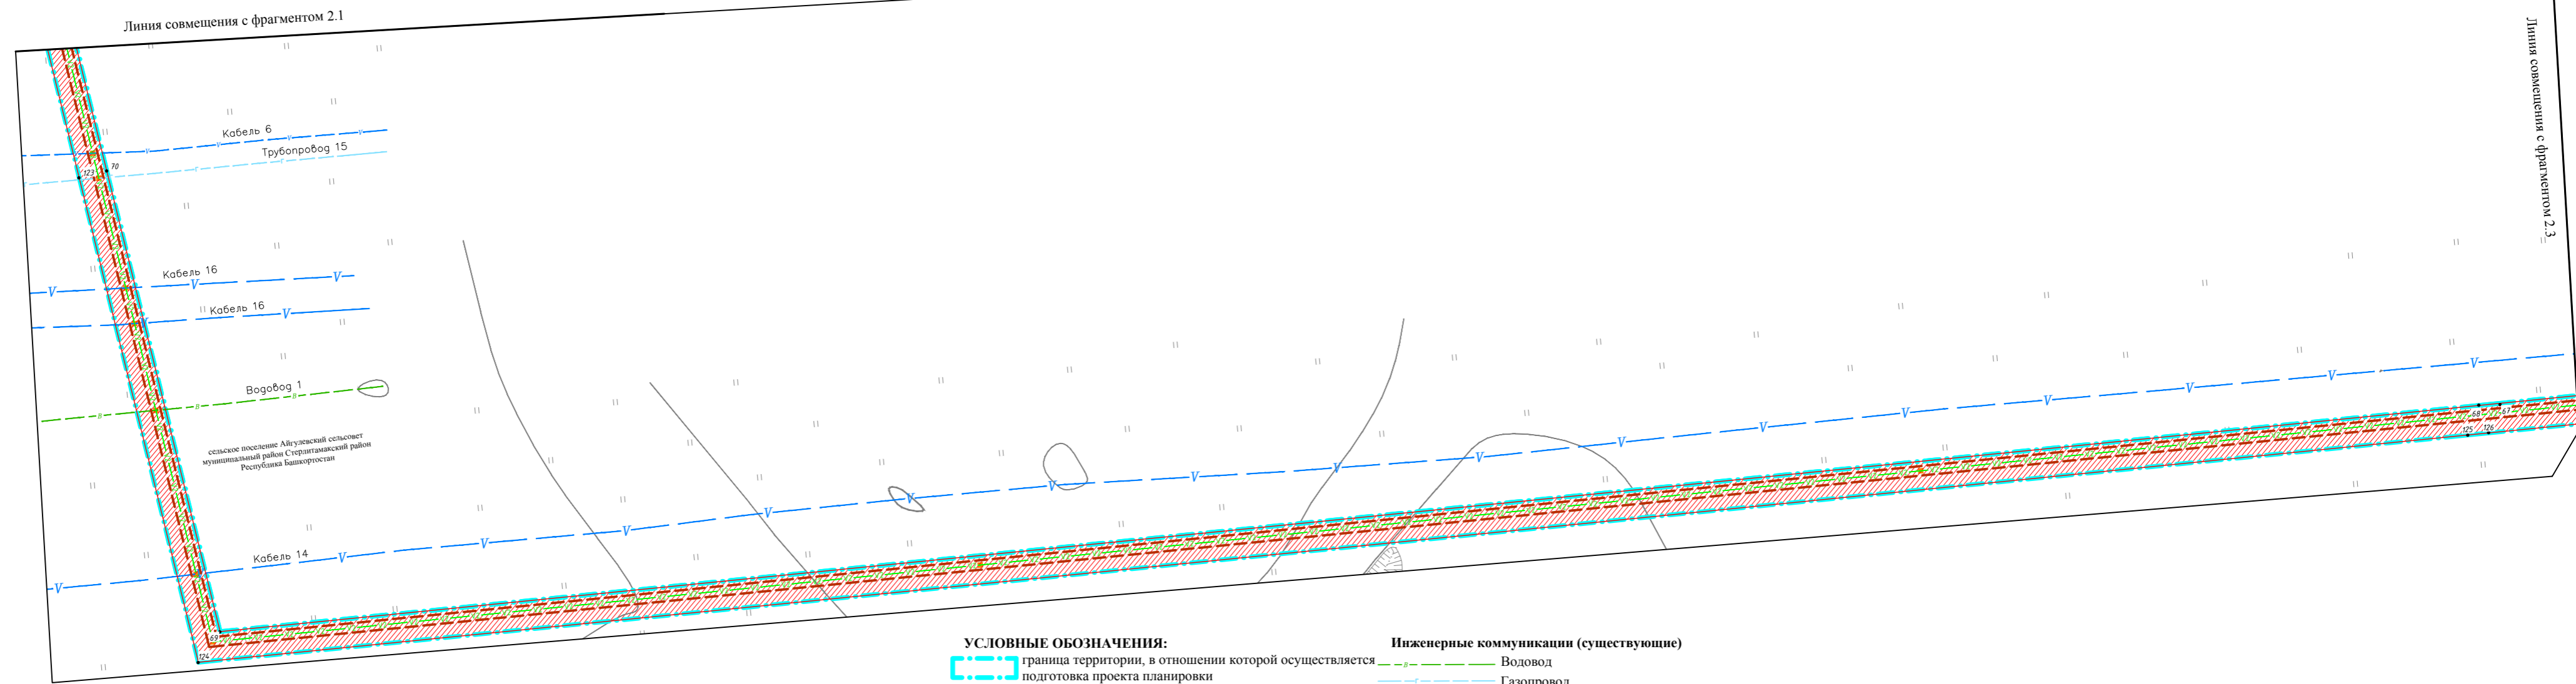 Линия совмещения с фрагментом 2.1
Линия совмещения с фрагментом 2.3
Кабель 6
Трубопровод 15
70
123
Кабель 16
Кабель 16
Водовод 1
сельское поселение Айгулевский сельсовет
муниципальный район Стерлитамакский район
Республика Башкортостан
Кабель 14
69
124
68
67
125
126
УСЛОВНЫЕ ОБОЗНАЧЕНИЯ:
граница территории, в отношении которой осуществляется
подготовка проекта планировки
Инженерные коммуникации (существующие)
Водовод
Газопровод